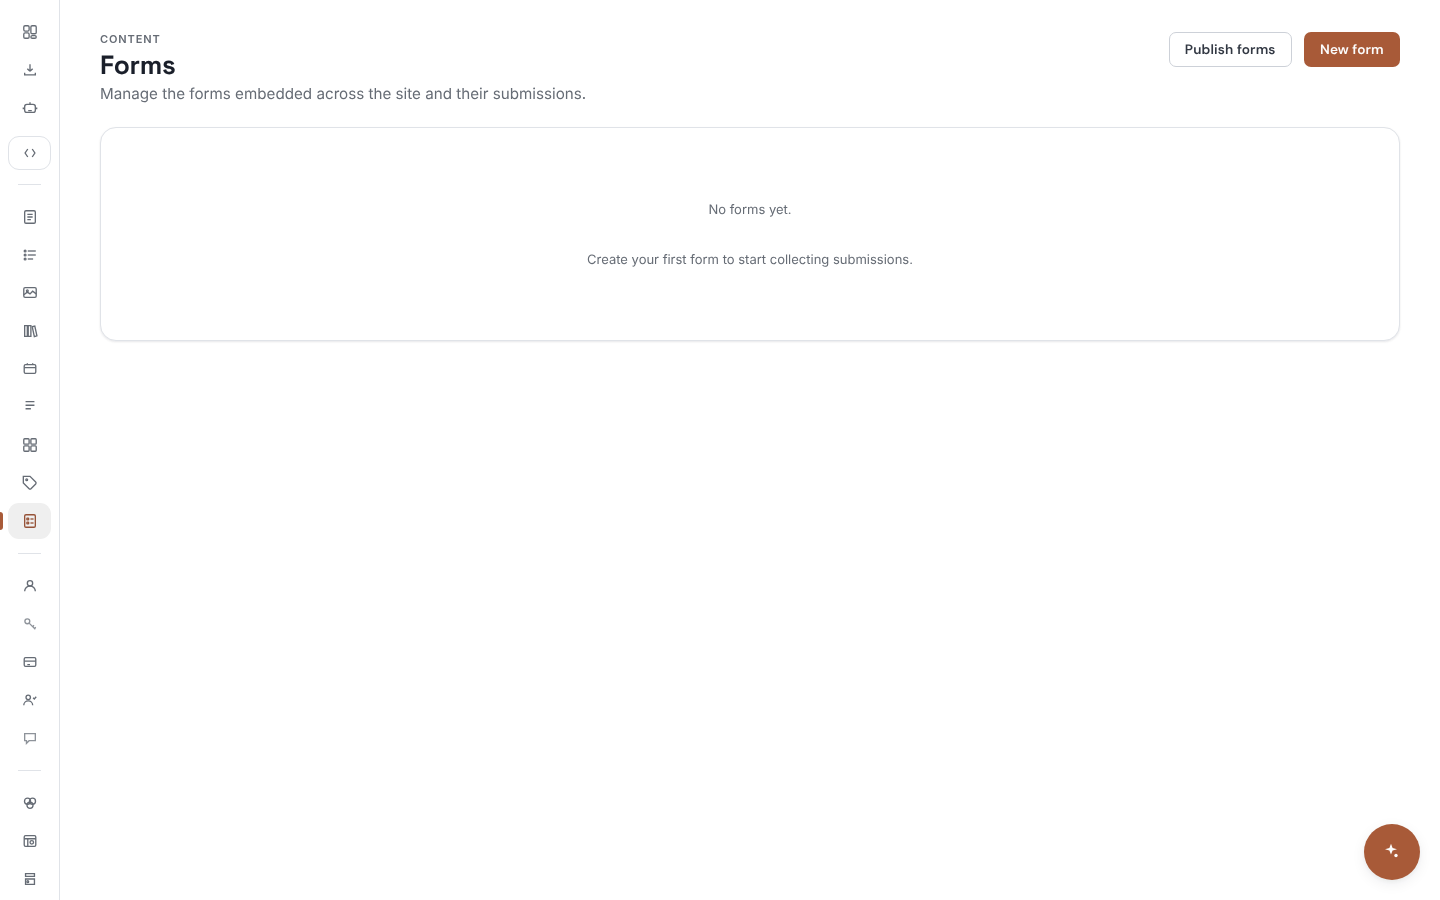 CONTENT
Forms
Manage the forms embedded across the site and their submissions.
Publish forms
New form
No forms yet.
Create your first form to start collecting submissions.